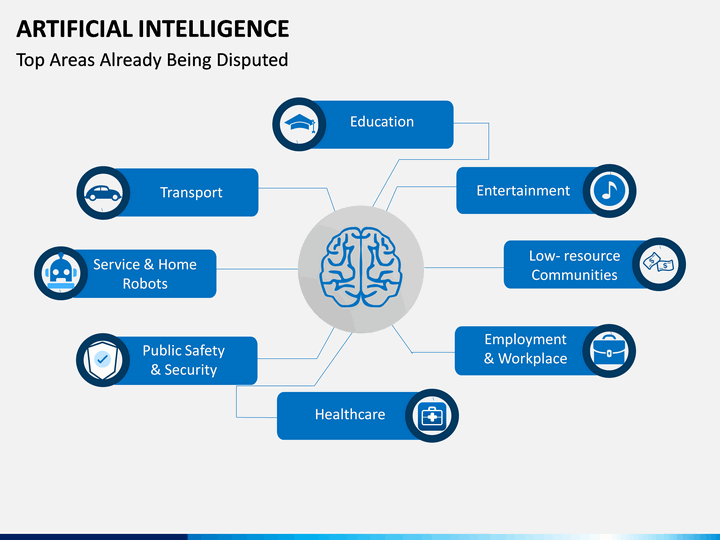 ARTIFICIAL INTELLIGENCE
Top Areas Already Being Disputed
Education
Transport
Entertainment
Service & Home
Robots
Low- resource
Communities
Public Safety
& Security
Employment
& Workplace
Healthcare